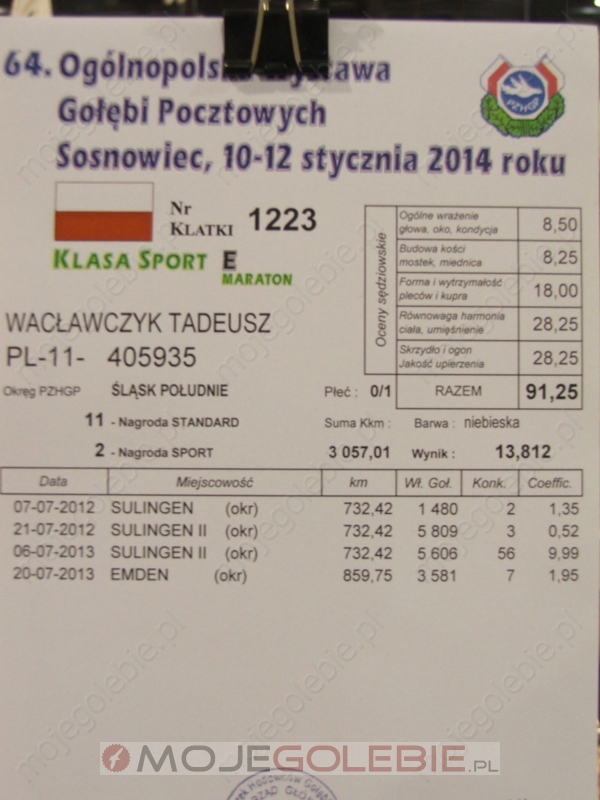 64. Ogólnopolska Wystawa
Gołębi Pocztowych
Sosnowiec, 10-12 stycznia 2014 roku
PZHGP
Nr
KLATKI 1223
KLASA SPORT E
MARATON
Oceny sędziowskie
Ogólne wrażenie
głowa, oko, kondycja 8,50
Budowa kości
mostek, miednica 8,25
Forma i wytrzymałość
pleców i kupra 18,00
Równowaga harmonia
ciała, umięśnienie 28,25
Skrzydło i ogon
Jakość upierzenia 28,25
RAZEM 91,25
WACŁAWCZYK TADEUSZ
PL-11- 405935
Okręg PZHGP ŚLĄSK POŁUDNIE Płeć : 0/1
11 - Nagroda STANDARD Suma Kkm : Barwa : niebieska
2 - Nagroda SPORT 3 057,01 Wynik : 13,812
Data Miejscowość km Wł. Goł. Konk. Coeffic.
07-07-2012 SULINGEN (okr) 732,42 1 480 2 1,35
21-07-2012 SULINGEN II (okr) 732,42 5 809 3 0,52
06-07-2013 SULINGEN II (okr) 732,42 5 606 56 9,99
20-07-2013 EMDEN (okr) 859,75 3 581 7 1,95
MOJEGOLEBIE.PL